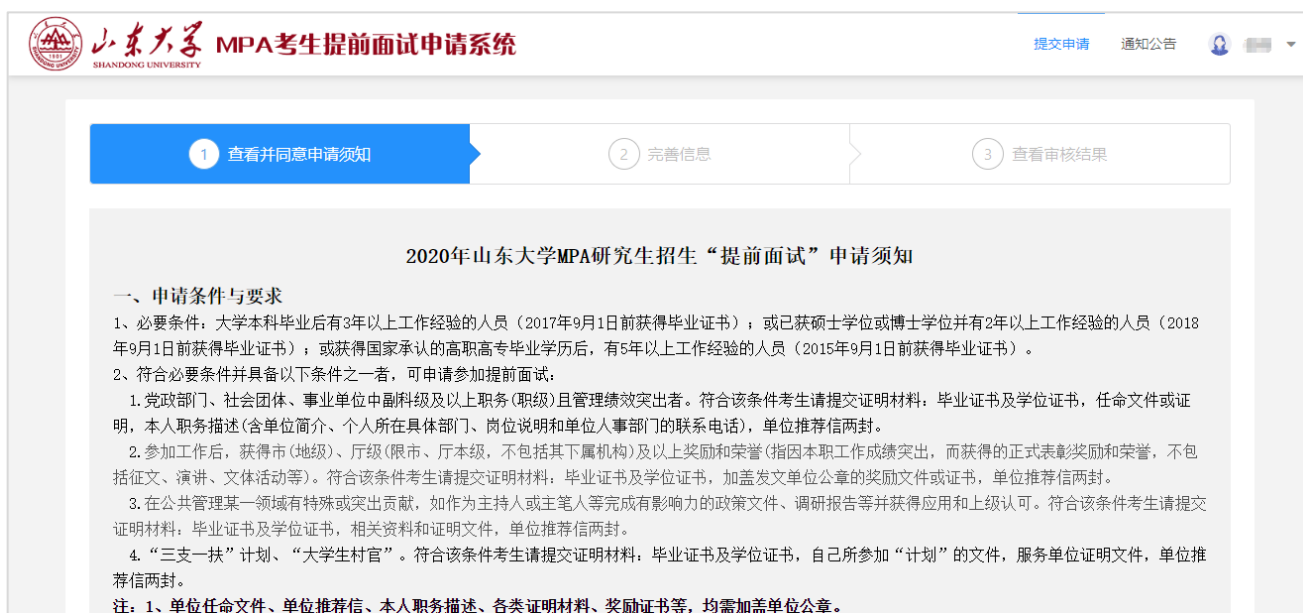 山东大学 MPA考生提前面试申请系统
SHANDONG UNIVERSITY
1901
提交申请 通知公告
1 查看并同意申请须知 2 完善信息 3 查看审核结果
2020年山东大学MPA研究生招生“提前面试”申请须知
一、申请条件与要求
1、必要条件：大学本科毕业后有3年以上工作经验的人员（2017年9月1日前获得毕业证书）；或已获硕士学位或博士学位并有2年以上工作经验的人员（2018
年9月1日前获得毕业证书）；或获得国家承认的高职高专毕业学历后，有5年以上工作经验的人员（2015年9月1日前获得毕业证书）。
2、符合必要条件并具备以下条件之一者，可申请参加提前面试：
1.党政部门、社会团体、事业单位中副科级及以上职务(职级)且管理绩效突出者。符合该条件考生请提交证明材料：毕业证书及学位证书，任命文件或证
明，本人职务描述(含单位简介、个人所在具体部门、岗位说明和单位人事部门的联系电话)，单位推荐信两封。
2.参加工作后，获得市(地级)、厅级(限市、厅本级，不包括其下属机构)及以上奖励和荣誉(指因本职工作成绩突出，而获得的正式表彰奖励和荣誉，不包
括征文、演讲、文体活动等)。符合该条件考生请提交证明材料：毕业证书及学位证书，加盖发文单位公章的奖励文件或证书，单位推荐信两封。
3.在公共管理某一领域有特殊或突出贡献，如作为主持人或主笔人等完成有影响力的政策文件、调研报告等并获得应用和上级认可。符合该条件考生请提交
证明材料：毕业证书及学位证书，相关资料和证明文件，单位推荐信两封。
4.“三支一扶”计划、“大学生村官”。符合该条件考生请提交证明材料：毕业证书及学位证书，自己所参加“计划”的文件，服务单位证明文件，单位推
荐信两封。
注：1、单位任命文件、单位推荐信、本人职务描述、各类证明材料、奖励证书等，均需加盖单位公章。